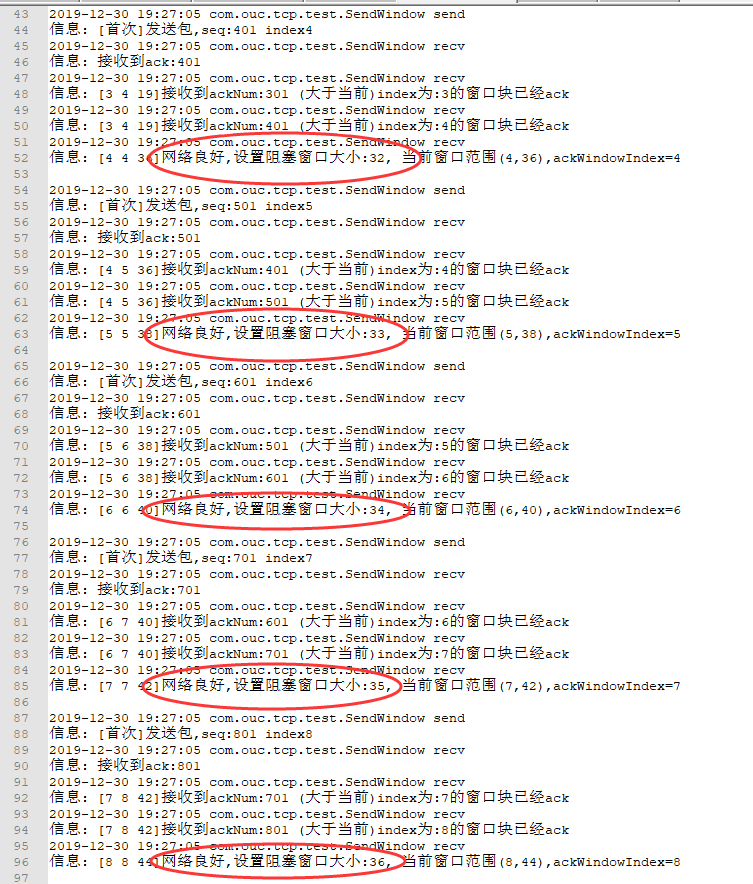 43 2019-12-30 19:27:05 com.ouc.tcp.test.SendWindow send
44 信息: [首次]发送包,seq:401 index4
45 2019-12-30 19:27:05 com.ouc.tcp.test.SendWindow recv
46 信息: 接收到ack:401
47 2019-12-30 19:27:05 com.ouc.tcp.test.SendWindow recv
48 信息: [3 4 19]接收到ackNum:301 (大于当前)index为:3的窗口块已经ack
49 2019-12-30 19:27:05 com.ouc.tcp.test.SendWindow recv
50 信息: [3 4 19]接收到ackNum:401 (大于当前)index为:4的窗口块已经ack
51 2019-12-30 19:27:05 com.ouc.tcp.test.SendWindow recv
52 信息: [4 4 36]网络良好,设置阻塞窗口大小:32, 当前窗口范围(4,36),ackWindowIndex=4
53
54 2019-12-30 19:27:05 com.ouc.tcp.test.SendWindow send
55 信息: [首次]发送包,seq:501 index5
56 2019-12-30 19:27:05 com.ouc.tcp.test.SendWindow recv
57 信息: 接收到ack:501
58 2019-12-30 19:27:05 com.ouc.tcp.test.SendWindow recv
59 信息: [4 5 36]接收到ackNum:401 (大于当前)index为:4的窗口块已经ack
60 2019-12-30 19:27:05 com.ouc.tcp.test.SendWindow recv
61 信息: [4 5 36]接收到ackNum:501 (大于当前)index为:5的窗口块已经ack
62 2019-12-30 19:27:05 com.ouc.tcp.test.SendWindow recv
63 信息: [5 5 38]网络良好,设置阻塞窗口大小:33, 当前窗口范围(5,38),ackWindowIndex=5
64
65 2019-12-30 19:27:05 com.ouc.tcp.test.SendWindow send
66 信息: [首次]发送包,seq:601 index6
67 2019-12-30 19:27:05 com.ouc.tcp.test.SendWindow recv
68 信息: 接收到ack:601
69 2019-12-30 19:27:05 com.ouc.tcp.test.SendWindow recv
70 信息: [5 6 38]接收到ackNum:501 (大于当前)index为:5的窗口块已经ack
71 2019-12-30 19:27:05 com.ouc.tcp.test.SendWindow recv
72 信息: [5 6 38]接收到ackNum:601 (大于当前)index为:6的窗口块已经ack
73 2019-12-30 19:27:05 com.ouc.tcp.test.SendWindow recv
74 信息: [6 6 40]网络良好,设置阻塞窗口大小:34, 当前窗口范围(6,40),ackWindowIndex=6
75
76 2019-12-30 19:27:05 com.ouc.tcp.test.SendWindow send
77 信息: [首次]发送包,seq:701 index7
78 2019-12-30 19:27:05 com.ouc.tcp.test.SendWindow recv
79 信息: 接收到ack:701
80 2019-12-30 19:27:05 com.ouc.tcp.test.SendWindow recv
81 信息: [6 7 40]接收到ackNum:601 (大于当前)index为:6的窗口块已经ack
82 2019-12-30 19:27:05 com.ouc.tcp.test.SendWindow recv
83 信息: [6 7 40]接收到ackNum:701 (大于当前)index为:7的窗口块已经ack
84 2019-12-30 19:27:05 com.ouc.tcp.test.SendWindow recv
85 信息: [7 7 42]网络良好,设置阻塞窗口大小:35, 当前窗口范围(7,42),ackWindowIndex=7
86
87 2019-12-30 19:27:05 com.ouc.tcp.test.SendWindow send
88 信息: [首次]发送包,seq:801 index8
89 2019-12-30 19:27:05 com.ouc.tcp.test.SendWindow recv
90 信息: 接收到ack:801
91 2019-12-30 19:27:05 com.ouc.tcp.test.SendWindow recv
92 信息: [7 8 42]接收到ackNum:701 (大于当前)index为:7的窗口块已经ack
93 2019-12-30 19:27:05 com.ouc.tcp.test.SendWindow recv
94 信息: [7 8 42]接收到ackNum:801 (大于当前)index为:8的窗口块已经ack
95 2019-12-30 19:27:05 com.ouc.tcp.test.SendWindow recv
96 信息: [8 8 44]网络良好,设置阻塞窗口大小:36, 当前窗口范围(8,44),ackWindowIndex=8
97